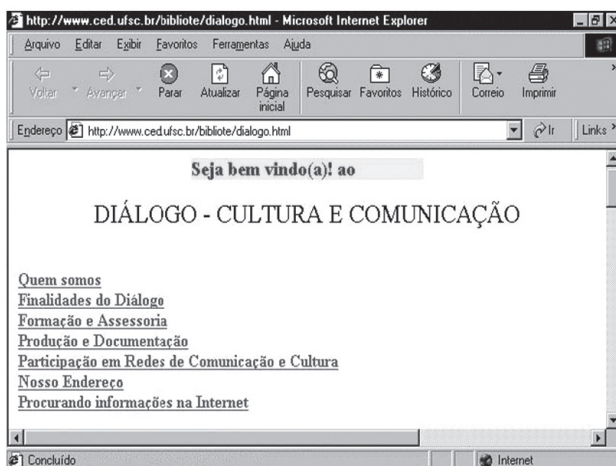 http://www.ced.ufsc.br/bibliote/dialogo.html - Microsoft Internet Explorer
Arquivo Editar Exibir Favoritos Ferramentas Ajuda
Voltar Avançar Parar Atualizar Página inicial Pesquisar Favoritos Histórico Correio Imprimir
Endereço http://www.ced.ufsc.br/bibliote/dialogo.html Ir Links
Seja bem vindo(a)! ao
DIÁLOGO - CULTURA E COMUNICAÇÃO
Quem somos
Finalidades do Diálogo
Formação e Assessoria
Produção e Documentação
Participação em Redes de Comunicação e Cultura
Nosso Endereço
Procurando informações na Internet
Concluído Internet